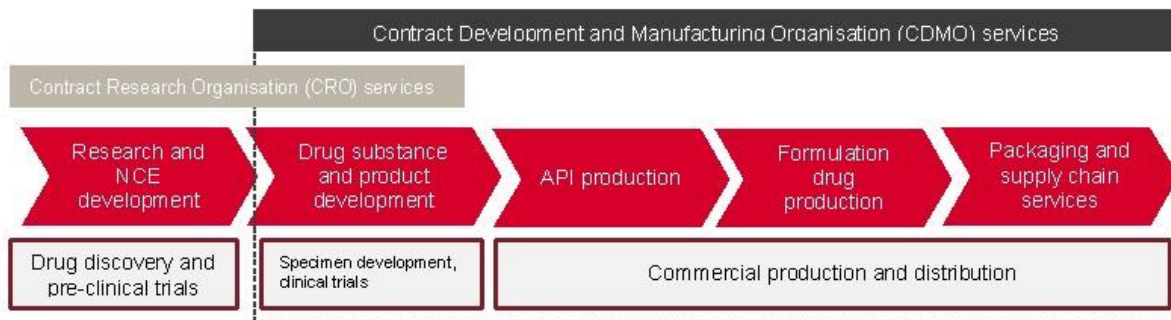 Contract Development and Manufacturing Organisation (CDMO) services
Contract Research Organisation (CRO) services
Research and
NCE
development
Drug substance
and product
development
API production
Formulation
drug
production
Packaging and
supply chain
services
Drug discovery and
pre-clinical trials
Specimen development,
clinical trials
Commercial production and distribution